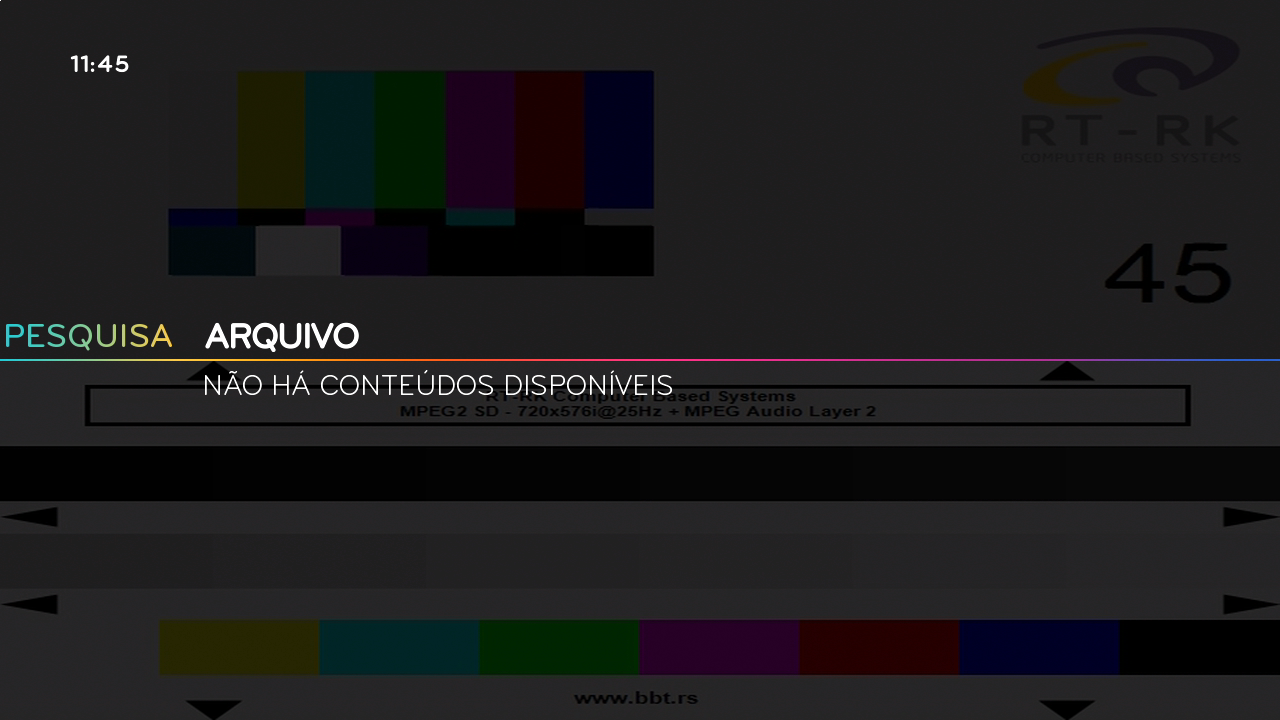 11:45
RT-RK
COMPUTER BASED SYSTEMS
45
PESQUISA ARQUIVO
NÃO HÁ CONTEÚDOS DISPONÍVEIS
RT-RK Computer Based Systems
MPEG2 SD - 720x576i@25Hz + MPEG Audio Layer 2
www.bbt.rs